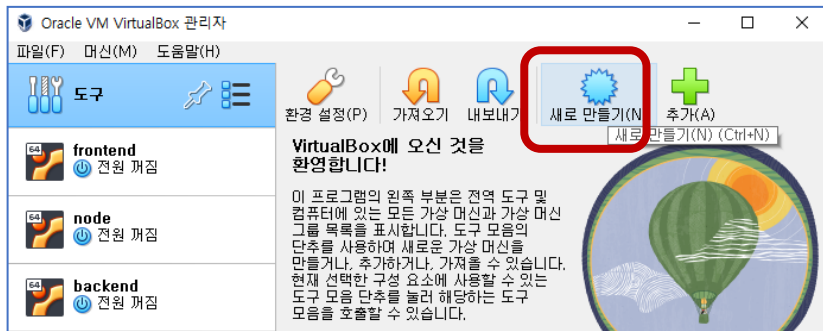 Oracle VM VirtualBox 관리자
파일(F) 머신(M) 도움말(H)
도구
환경 설정(P) 가져오기 내보내기 새로 만들기(N 추가(A)
새로 만들기(N) (Ctrl+N)
64 frontend
전원 꺼짐
64 node
전원 꺼짐
64 backend
전원 꺼짐
VirtualBox에 오신 것을
환영합니다!
이 프로그램의 왼쪽 부분은 전역 도구 및
컴퓨터에 있는 모든 가상 머신과 가상 머신
그룹 목록을 표시합니다. 도구 모음의
단추를 사용하여 새로운 가상 머신을
만들거나, 추가하거나, 가져올 수 있습니다.
현재 선택한 구성 요소에 사용할 수 있는
도구 모음 단추를 눌러 해당하는 도구
모음을 호출할 수 있습니다.